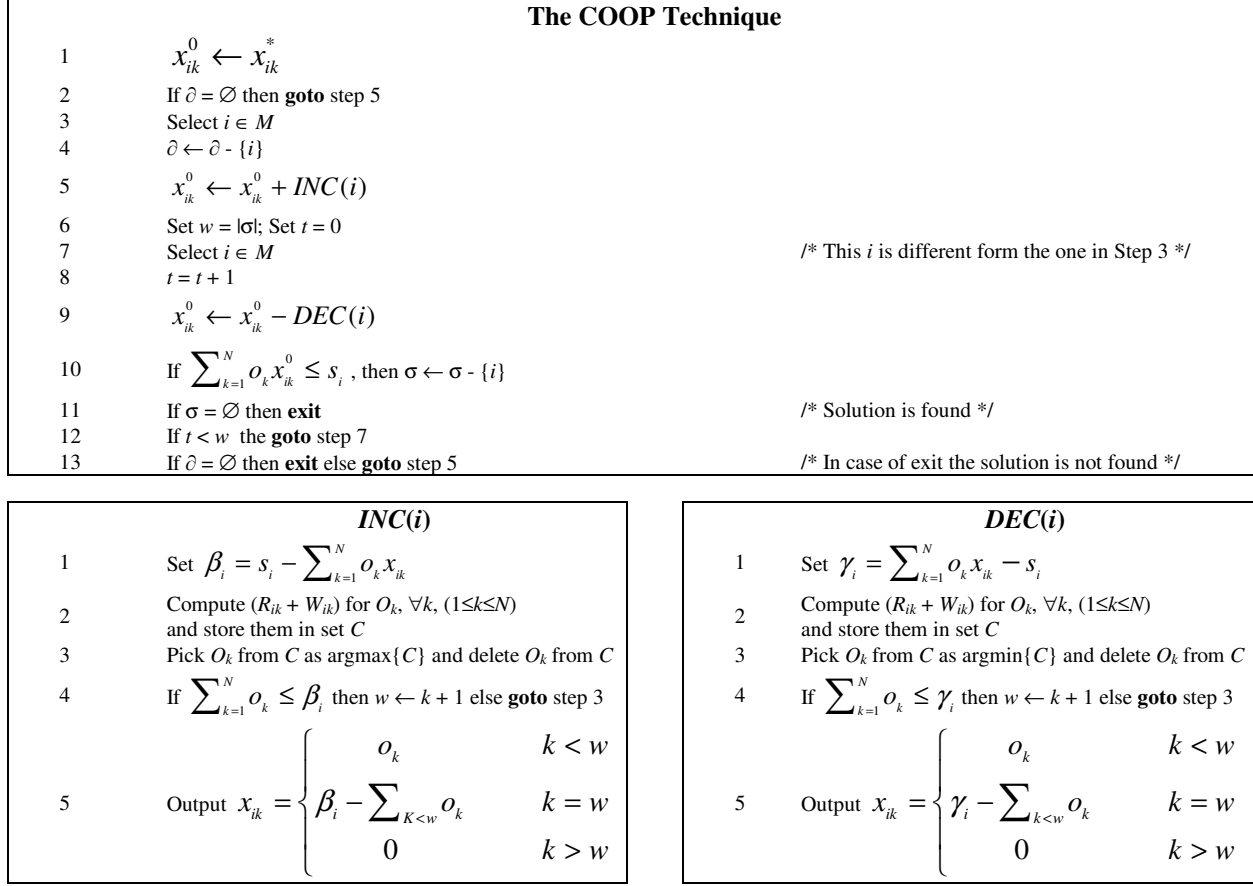 The COOP Technique
1 x_{ik}^{0} ← x_{ik}^{*}
2 If ∂ = ∅ then goto step 5
3 Select i ∈ M
4 ∂ ← ∂ - {i}
5 x_{ik}^{0} ← x_{ik}^{0} + INC(i)
6 Set w = |σ|; Set t = 0
7 Select i ∈ M /* This i is different form the one in Step 3 */
8 t = t + 1
9 x_{ik}^{0} ← x_{ik}^{0} − DEC(i)
10 If ∑_{k=1}^{N} o_k x_{ik}^{0} ≤ s_i , then σ ← σ - {i}
11 If σ = ∅ then exit /* Solution is found */
12 If t < w the goto step 7
13 If ∂ = ∅ then exit else goto step 5 /* In case of exit the solution is not found */
INC(i)
1 Set β_i = s_i − ∑_{k=1}^{N} o_k x_{ik}
2 Compute (R_{ik} + W_{ik}) for O_k, ∀k, (1≤k≤N)
and store them in set C
3 Pick O_k from C as argmax{C} and delete O_k from C
4 If ∑_{k=1}^{N} o_k ≤ β_i then w ← k + 1 else goto step 3
5 Output x_{ik} = { o_k k < w
β_i − ∑_{K<w} o_k k = w
0 k > w
DEC(i)
1 Set γ_i = ∑_{k=1}^{N} o_k x_{ik} − s_i
2 Compute (R_{ik} + W_{ik}) for O_k, ∀k, (1≤k≤N)
and store them in set C
3 Pick O_k from C as argmin{C} and delete O_k from C
4 If ∑_{k=1}^{N} o_k ≤ γ_i then w ← k + 1 else goto step 3
5 Output x_{ik} = { o_k k < w
γ_i − ∑_{k<w} o_k k = w
0 k > w